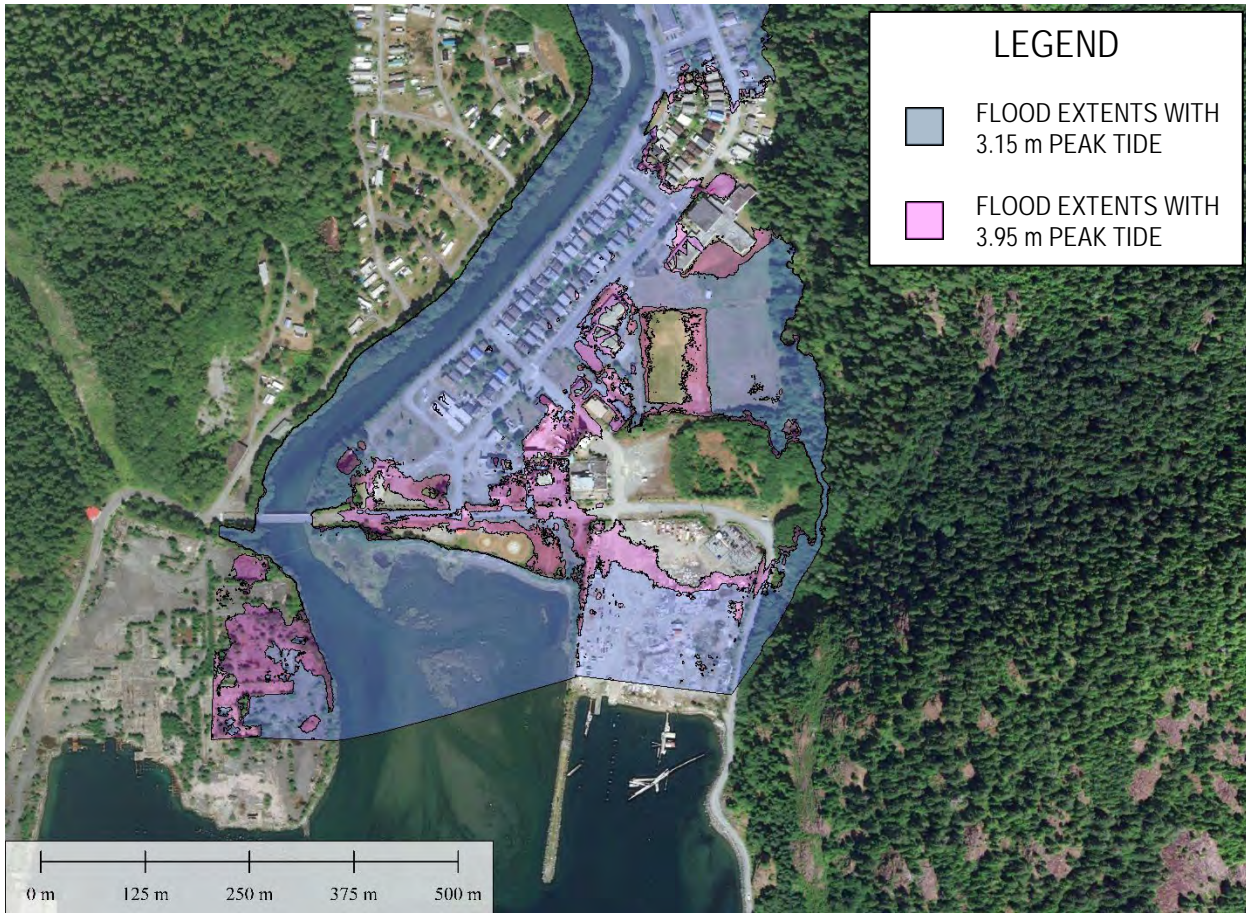 LEGEND
FLOOD EXTENTS WITH
3.15 m PEAK TIDE
FLOOD EXTENTS WITH
3.95 m PEAK TIDE
0 m 125 m 250 m 375 m 500 m